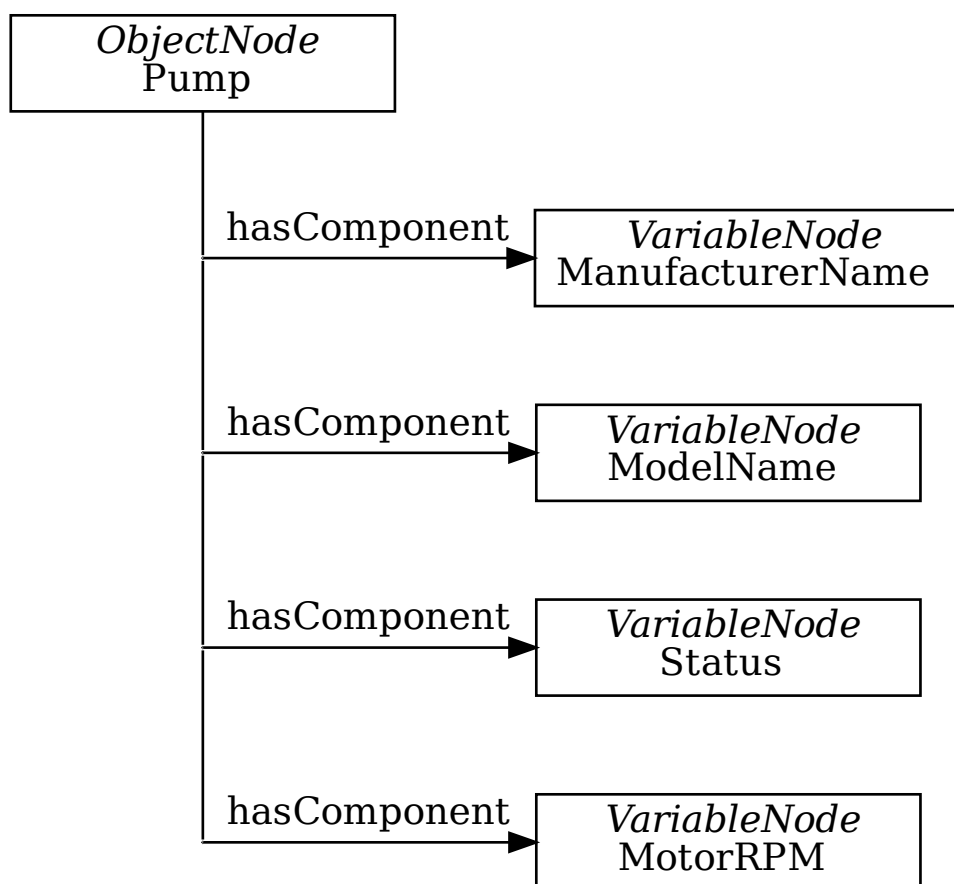 ObjectNode
Pump
hasComponent
VariableNode
ManufacturerName
hasComponent
VariableNode
ModelName
hasComponent
VariableNode
Status
hasComponent
VariableNode
MotorRPM